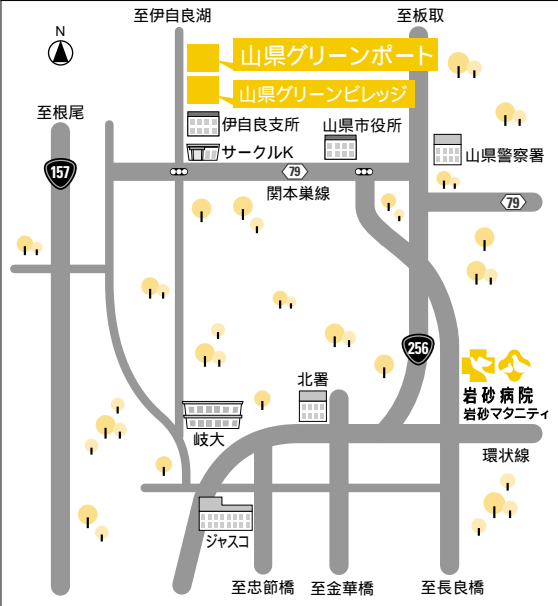 至伊自良湖
至板取
N
山県グリーンポート
山県グリーンビレッジ
至根尾
伊自良支所
山県市役所
サークルK
山県警察署
157
79
関本巣線
79
256
岩砂病院
岩砂マタニティ
北署
岐大
環状線
ジャスコ
至忠節橋
至金華橋
至長良橋